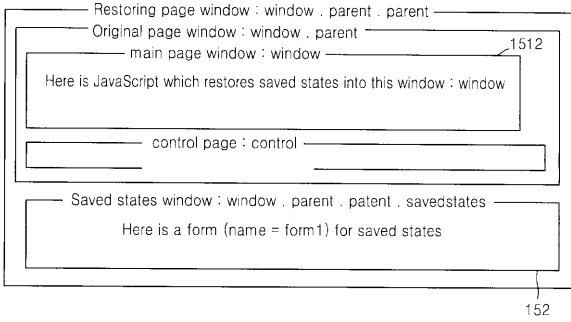 Restoring page window : window . parent . parent
Original page window : window . parent
main page window : window
1512
Here is JavaScript which restores saved states into this window : window
control page : control
Saved states window : window . parent . patent . savedstates
Here is a form (name = form1) for saved states
152